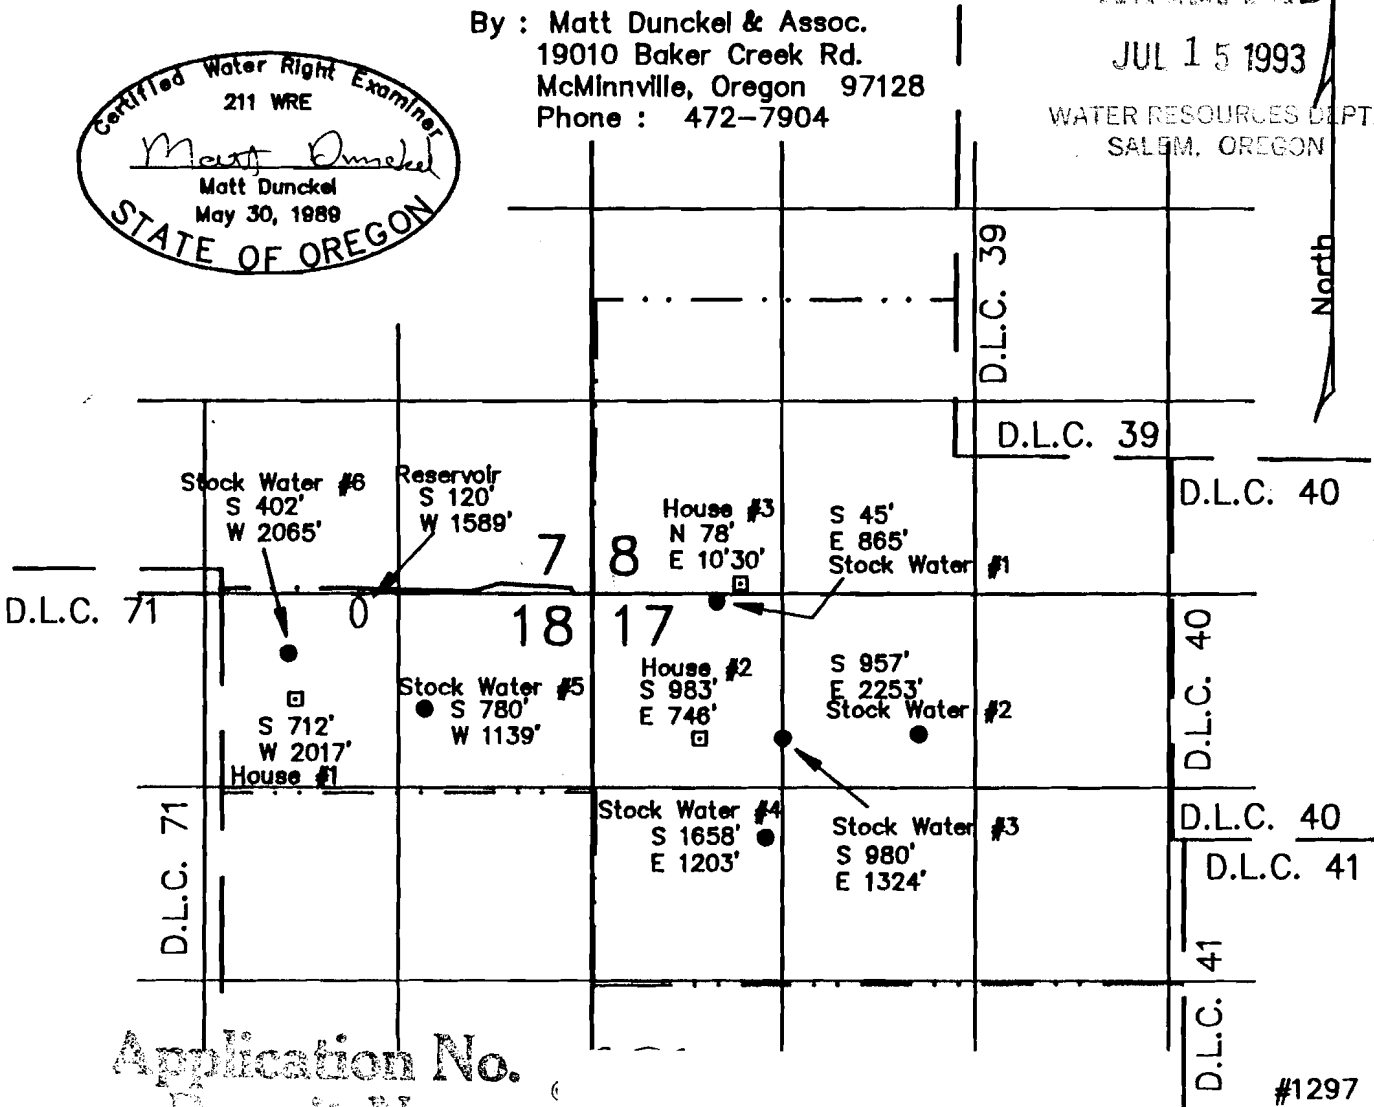 By : Matt Dunckel & Assoc.
19010 Baker Creek Rd.
McMinnville, Oregon 97128
Phone : 472-7904
Certified Water Right Examiner
211 WRE
Matt Dunckel
Matt Dunckel
May 30, 1989
STATE OF OREGON
JUL 15 1993
WATER RESOURCES DEPT.
SALEM, OREGON
North
D.L.C. 39
D.L.C. 39
D.L.C. 40
Stock Water #6
S 402'
W 2065'
Reservoir
S 120'
W 1589'
House #3
N 78'
E 10'30'
S 45'
E 865'
Stock Water #1
7 8
18 17
D.L.C. 71
0
D.L.C. 40
House #2
S 983'
E 746'
S 957'
E 2253'
Stock Water #2
Stock Water #5
S 780'
W 1139'
S 712'
W 2017'
House #1
Stock Water #4
S 1658'
E 1203'
Stock Water #3
S 980'
E 1324'
D.L.C. 40
D.L.C. 41
D.L.C. 71
D.L.C. 41
Application No.
#1297